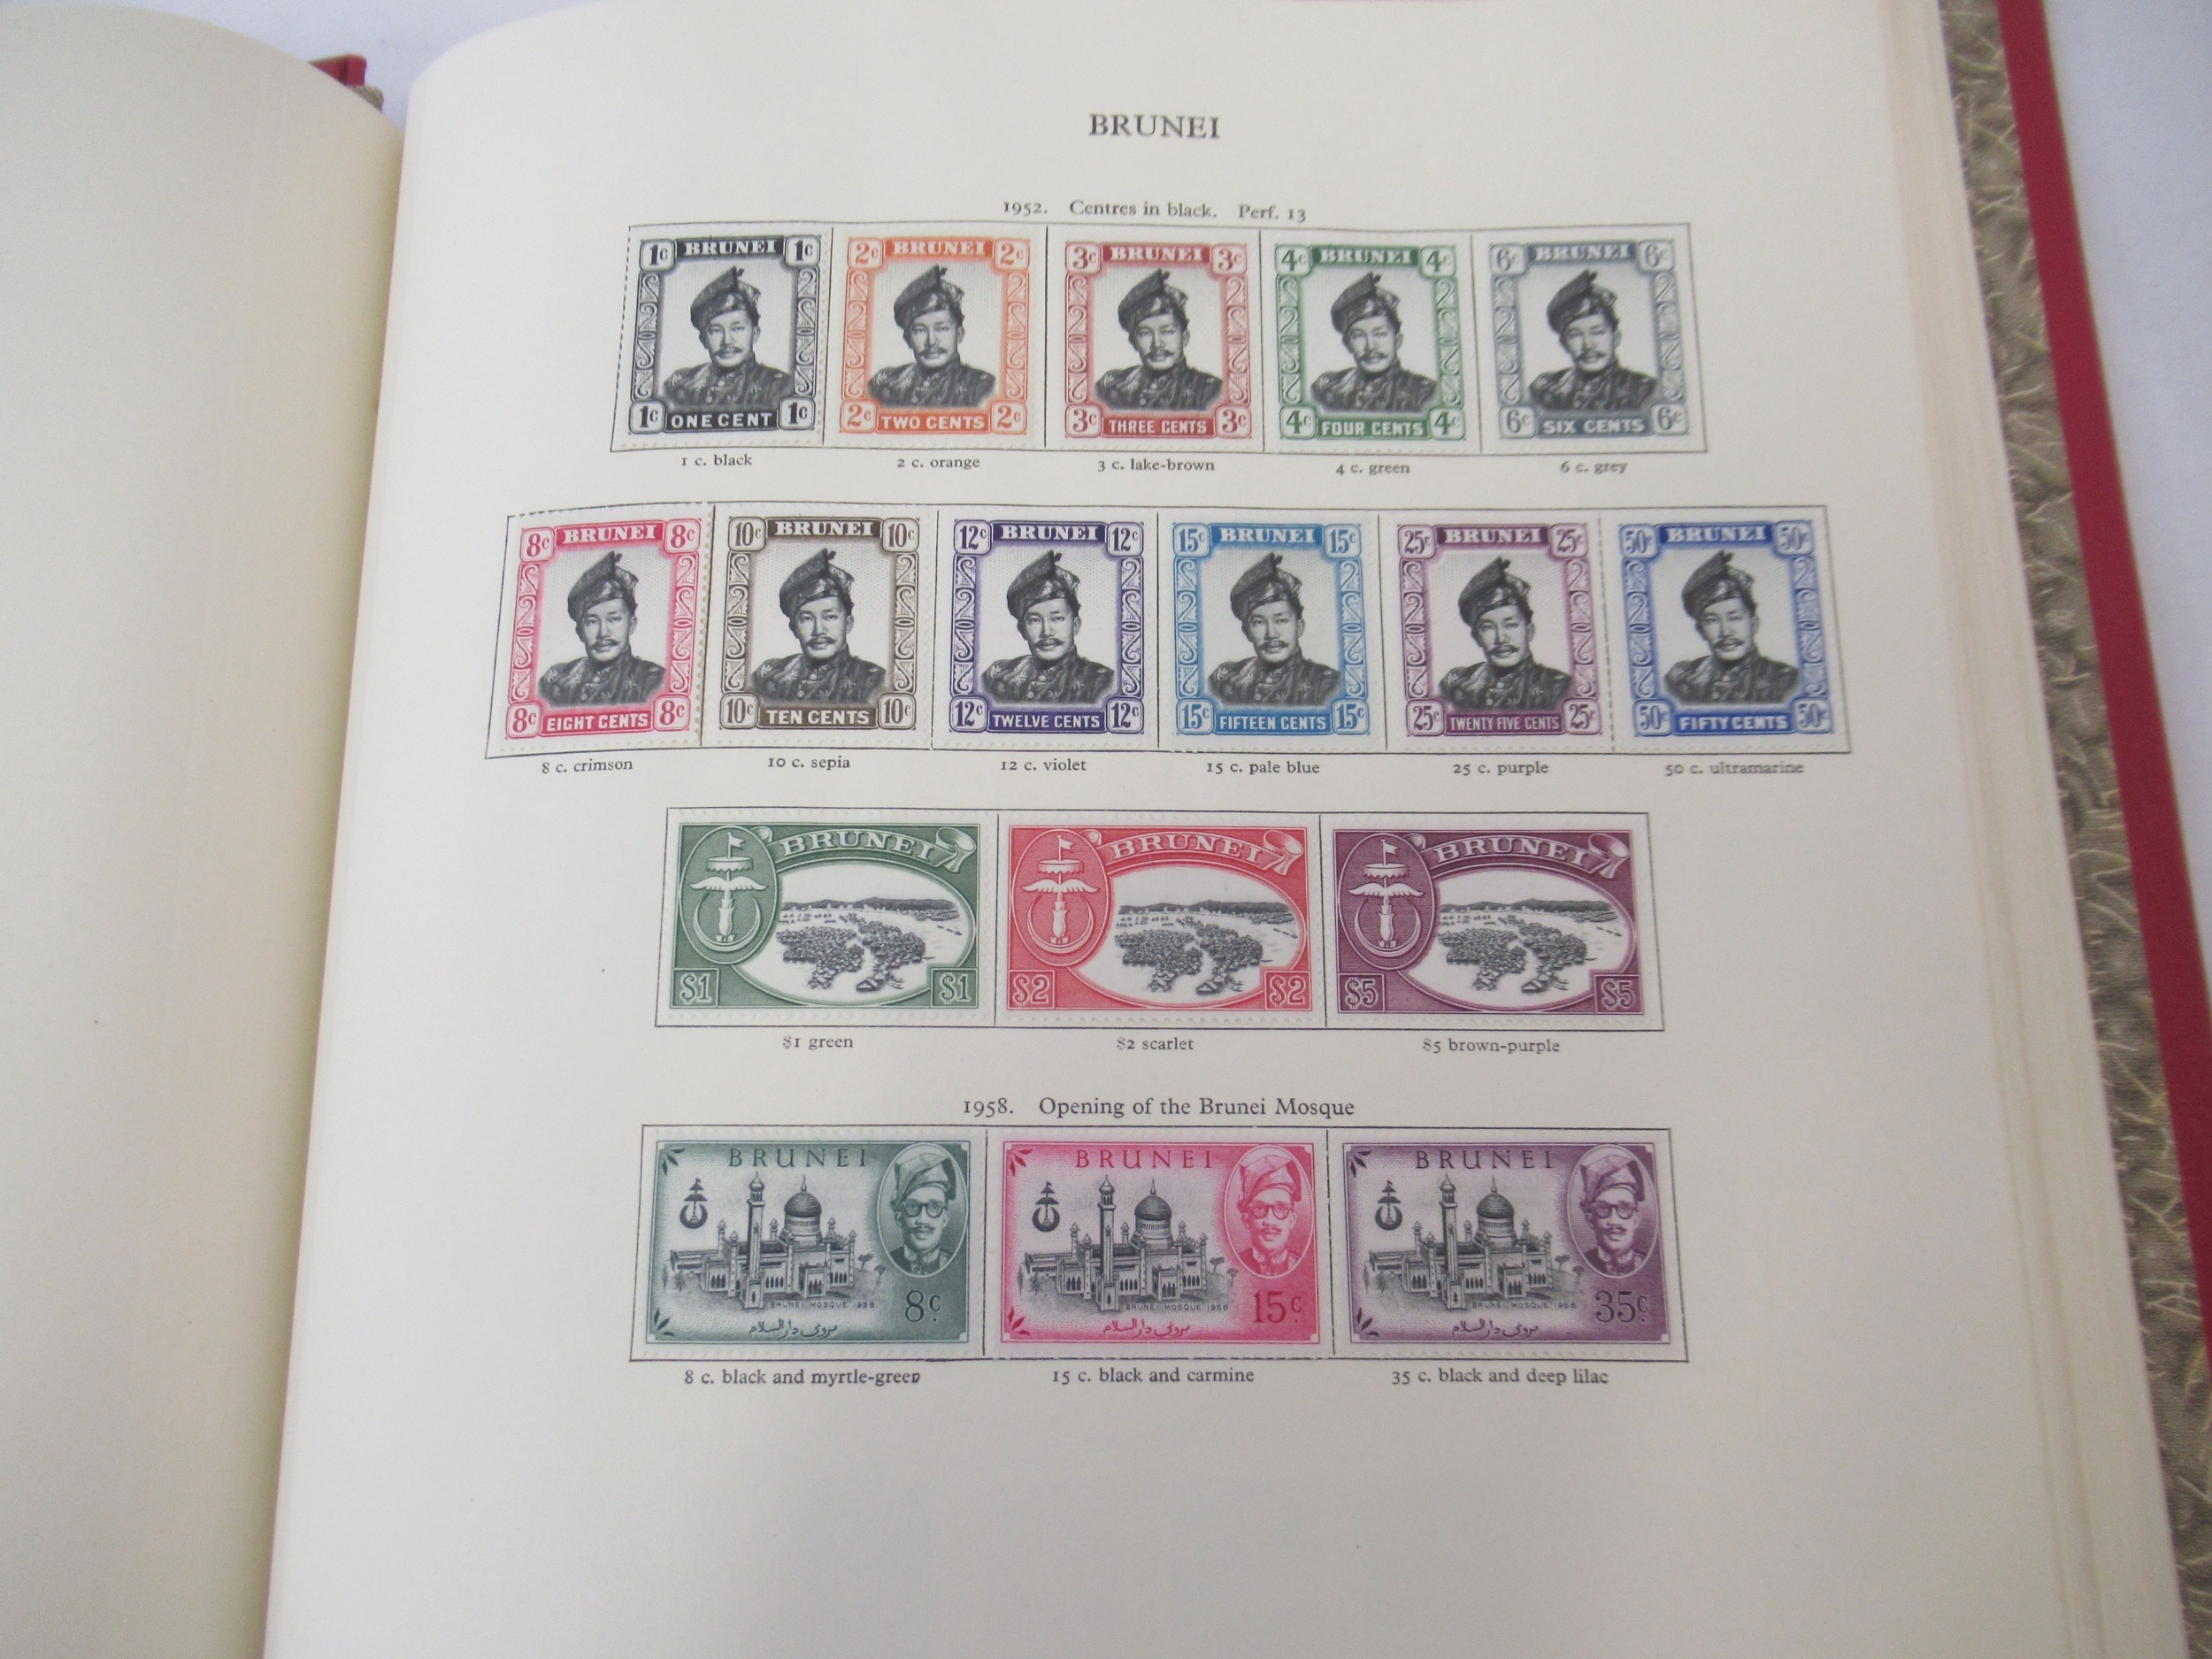 BRUNEI
1952. Centres in black. Perf. 13
1c BRUNEI 1c
2c BRUNEI 2c
3c BRUNEI 3c
4c BRUNEI 4c
6c BRUNEI 6c
1c ONE CENT 1c
2c TWO CENTS 2c
3c THREE CENTS 3c
4c FOUR CENTS 4c
6c SIX CENTS 6c
1 c. black
2 c. orange
3 c. lake-brown
4 c. green
6 c. grey
8c BRUNEI 8c
10c BRUNEI 10c
12c BRUNEI 12c
15c BRUNEI 15c
25c BRUNEI 25c
50c BRUNEI 50c
8c EIGHT CENTS 8c
10c TEN CENTS 10c
12c TWELVE CENTS 12c
15c FIFTEEN CENTS 15c
25c TWENTY FIVE CENTS 25c
50c FIFTY CENTS 50c
8 c. crimson
10 c. sepia
12 c. violet
15 c. pale blue
25 c. purple
50 c. ultramarine
BRUNEI
BRUNEI
BRUNEI
$1 $1
$2 $2
$5 $5
$1 green
$2 scarlet
$5 brown-purple
1958. Opening of the Brunei Mosque
BRUNEI
BRUNEI
BRUNEI
BRUNEI MOSQUE 1958
BRUNEI MOSQUE 1958
BRUNEI MOSQUE 1958
8c.
15c.
35c.
بروني دارالسلام
بروني دارالسلام
بروني دارالسلام
8 c. black and myrtle-green
15 c. black and carmine
35 c. black and deep lilac